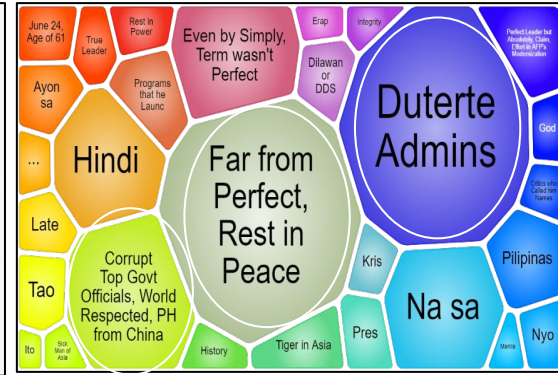 June 24,
Age of 61
True
Leader
Rest in
Power
Even by Simply,
Term wasn't
Perfect
Erap
Integrity
Dilawan
or
DDS
Perfect Leader but
Absolutely, Claim,
Effort in AFP's
Modernization
Ayon
sa
Programs
that he
Launc
Duterte
Admins
God
...
Hindi
Far from
Perfect,
Rest in
Peace
Critics who
Called him
Names
Late
Corrupt
Top Govt
Officials, World
Respected, PH
from China
Kris
Na sa
Pilipinas
Tao
Ito
Sick
Man of
Asia
History
Tiger in Asia
Pres
Manila
Nyo